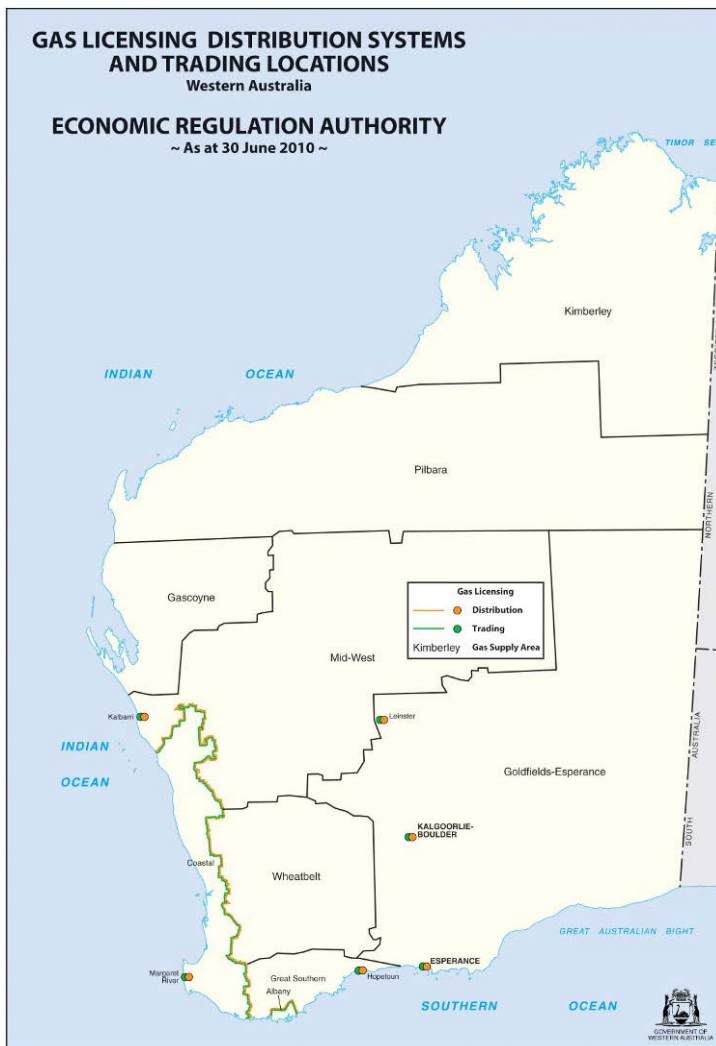 GAS LICENSING DISTRIBUTION SYSTEMS
AND TRADING LOCATIONS
Western Australia
ECONOMIC REGULATION AUTHORITY
~ As at 30 June 2010 ~
TIMOR SE
Kimberley
INDIAN OCEAN
Pilbara
NORTHERN
Gascoyne
Gas Licensing
Distribution
Trading
Kimberley Gas Supply Area
Mid-West
Kalbarri
Leinster
INDIAN
OCEAN
AUSTRALIA
Goldfields-Esperance
KALGOORLIE-
BOULDER
SOUTH
Coastal
Wheatbelt
GREAT AUSTRALIAN BIGHT
ESPERANCE
Margaret
River
Great Southern
Hopetoun
Albany
SOUTHERN OCEAN
GOVERNMENT OF
WESTERN AUSTRALIA